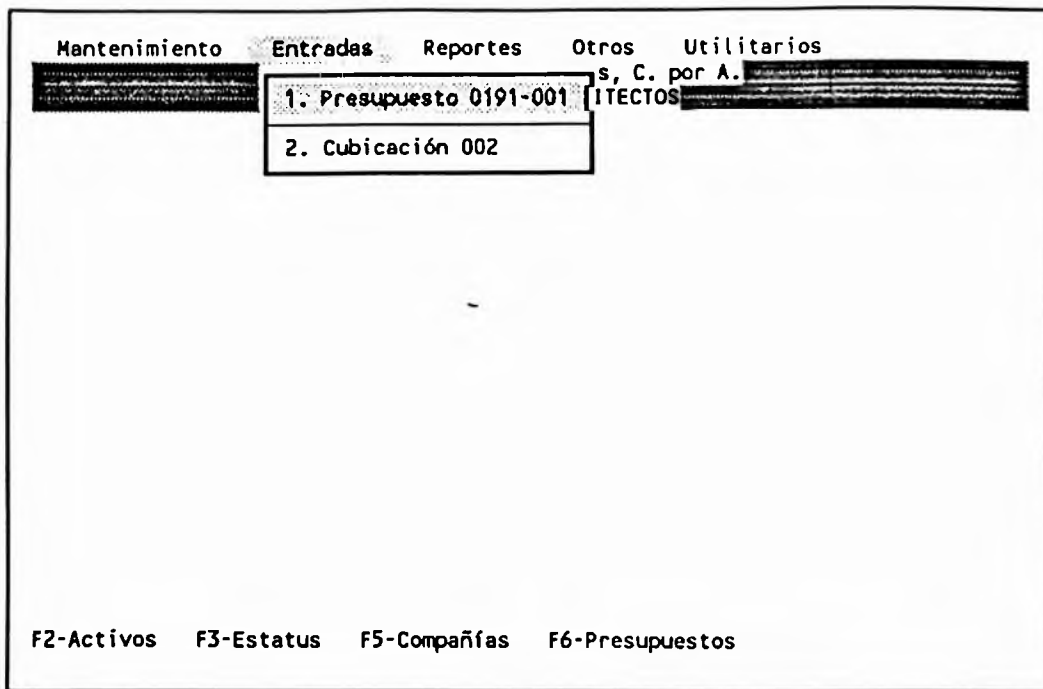 Mantenimiento Entradas Reportes Otros Utilitarios
s, C. por A.
1. Presupuesto 0191-001 ITECTOS
2. Cubicación 002
F2-Activos F3-Estatus F5-Compañías F6-Presupuestos